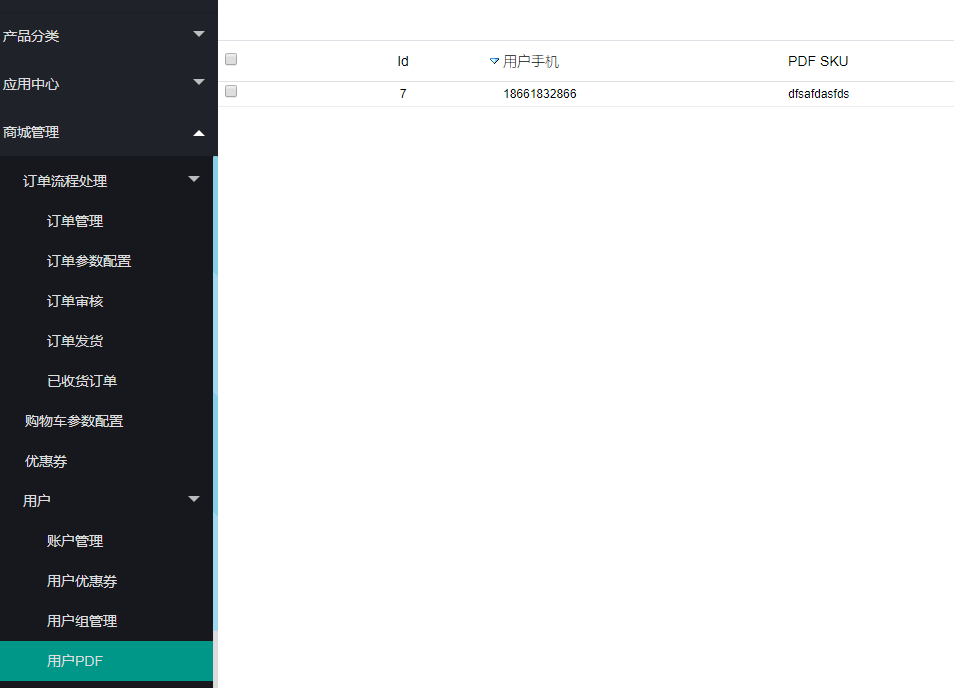 产品分类
应用中心
商城管理
订单流程处理
订单管理
订单参数配置
订单审核
订单发货
已收货订单
购物车参数配置
优惠券
用户
账户管理
用户优惠券
用户组管理
用户PDF
Id 用户手机 PDF SKU
7 18661832866 dfsafdasfds